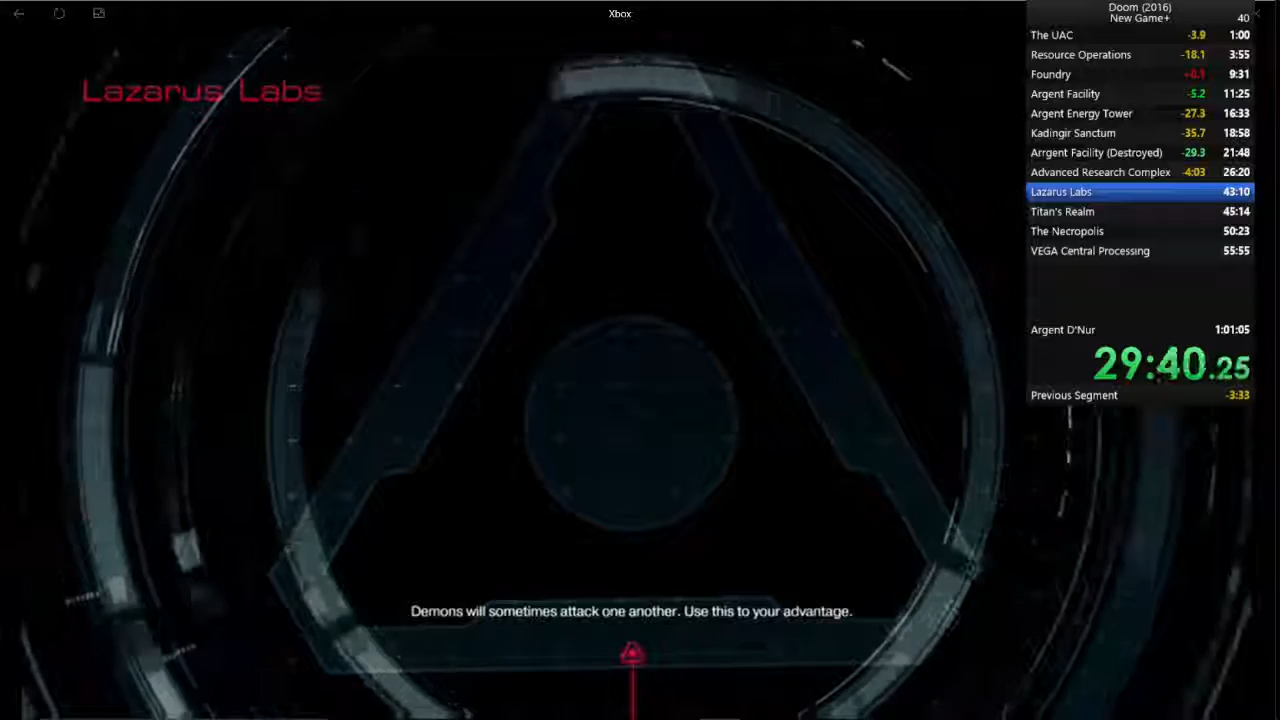 Xbox
Lazarus Labs
Demons will sometimes attack one another. Use this to your advantage.
Doom (2016)
New Game+ 40
The UAC -3.9 1:00
Resource Operations -18.1 3:55
Foundry +0.1 9:31
Argent Facility -5.2 11:25
Argent Energy Tower -27.3 16:33
Kadingir Sanctum -35.7 18:58
Arrgent Facility (Destroyed) -29.3 21:48
Advanced Research Complex -4:03 26:20
Lazarus Labs 43:10
Titan's Realm 45:14
The Necropolis 50:23
VEGA Central Processing 55:55
Argent D'Nur 1:01:05
29:40.25
Previous Segment -3:33